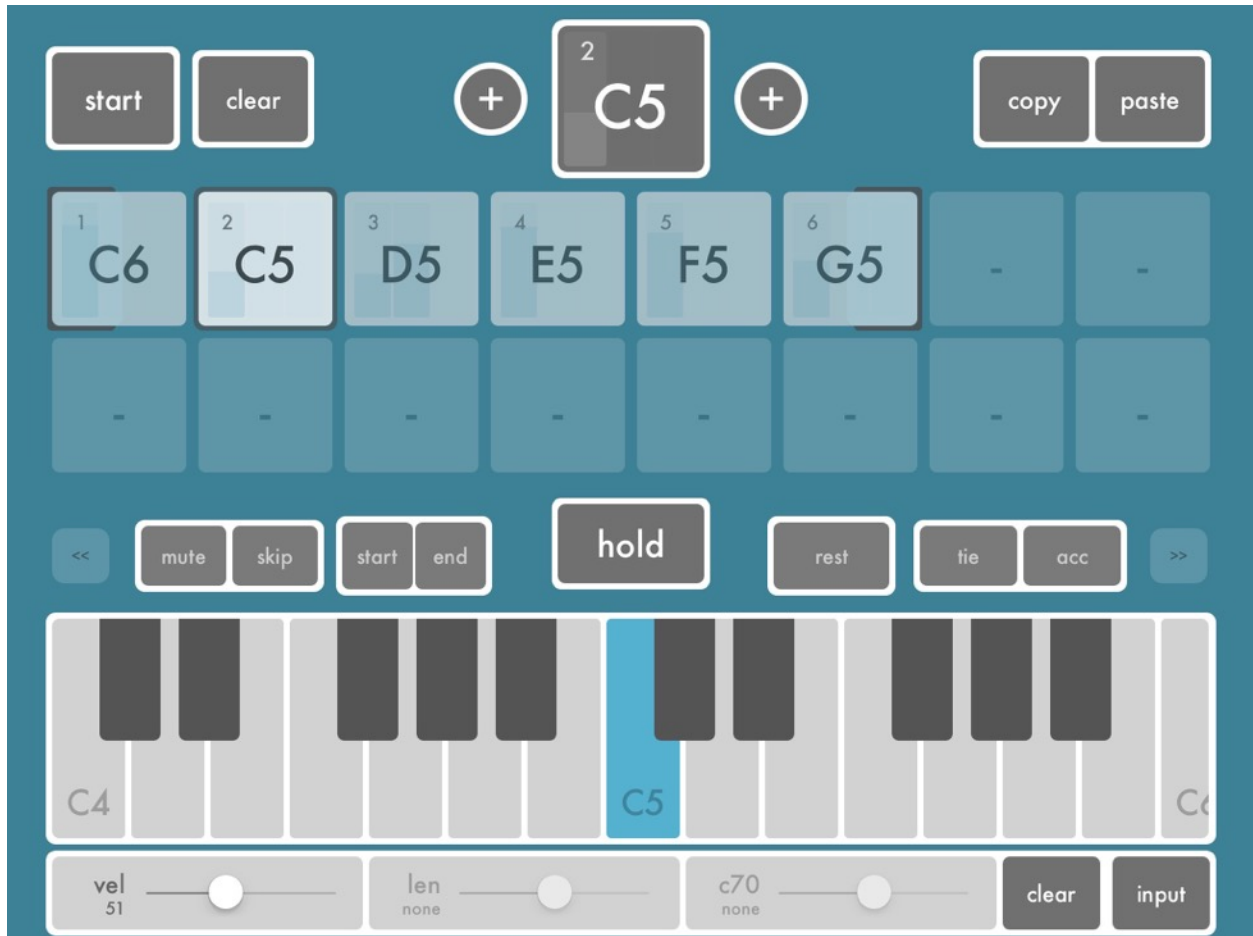 start clear + 2 C5 + copy paste
1 C6 2 C5 3 D5 4 E5 5 F5 6 G5 - -
- - - - - - - -
<< mute skip start end hold rest tie acc >>
C4 C5
vel 51 len none c70 none clear input